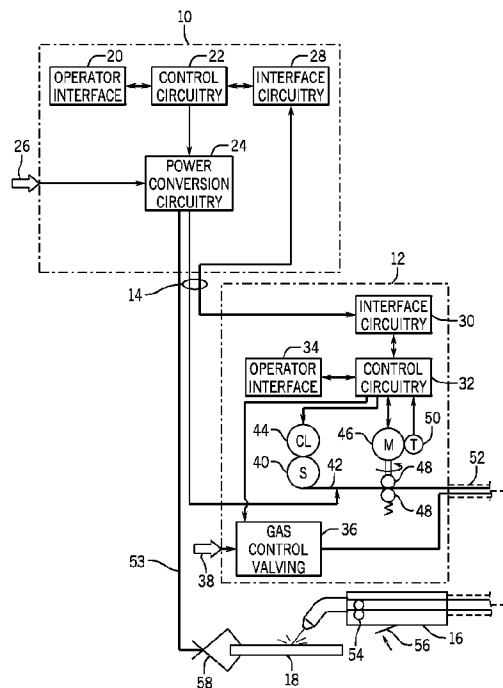 10
20
22
28
OPERATOR
INTERFACE
CONTROL
CIRCUITRY
INTERFACE
CIRCUITRY
26
24
POWER
CONVERSION
CIRCUITRY
14
12
INTERFACE
CIRCUITRY
30
34
OPERATOR
INTERFACE
CONTROL
CIRCUITRY
32
44
CL
46
M
T
50
40
S
42
48
52
48
36
GAS
CONTROL
VALVING
38
53
54
56
16
58
18